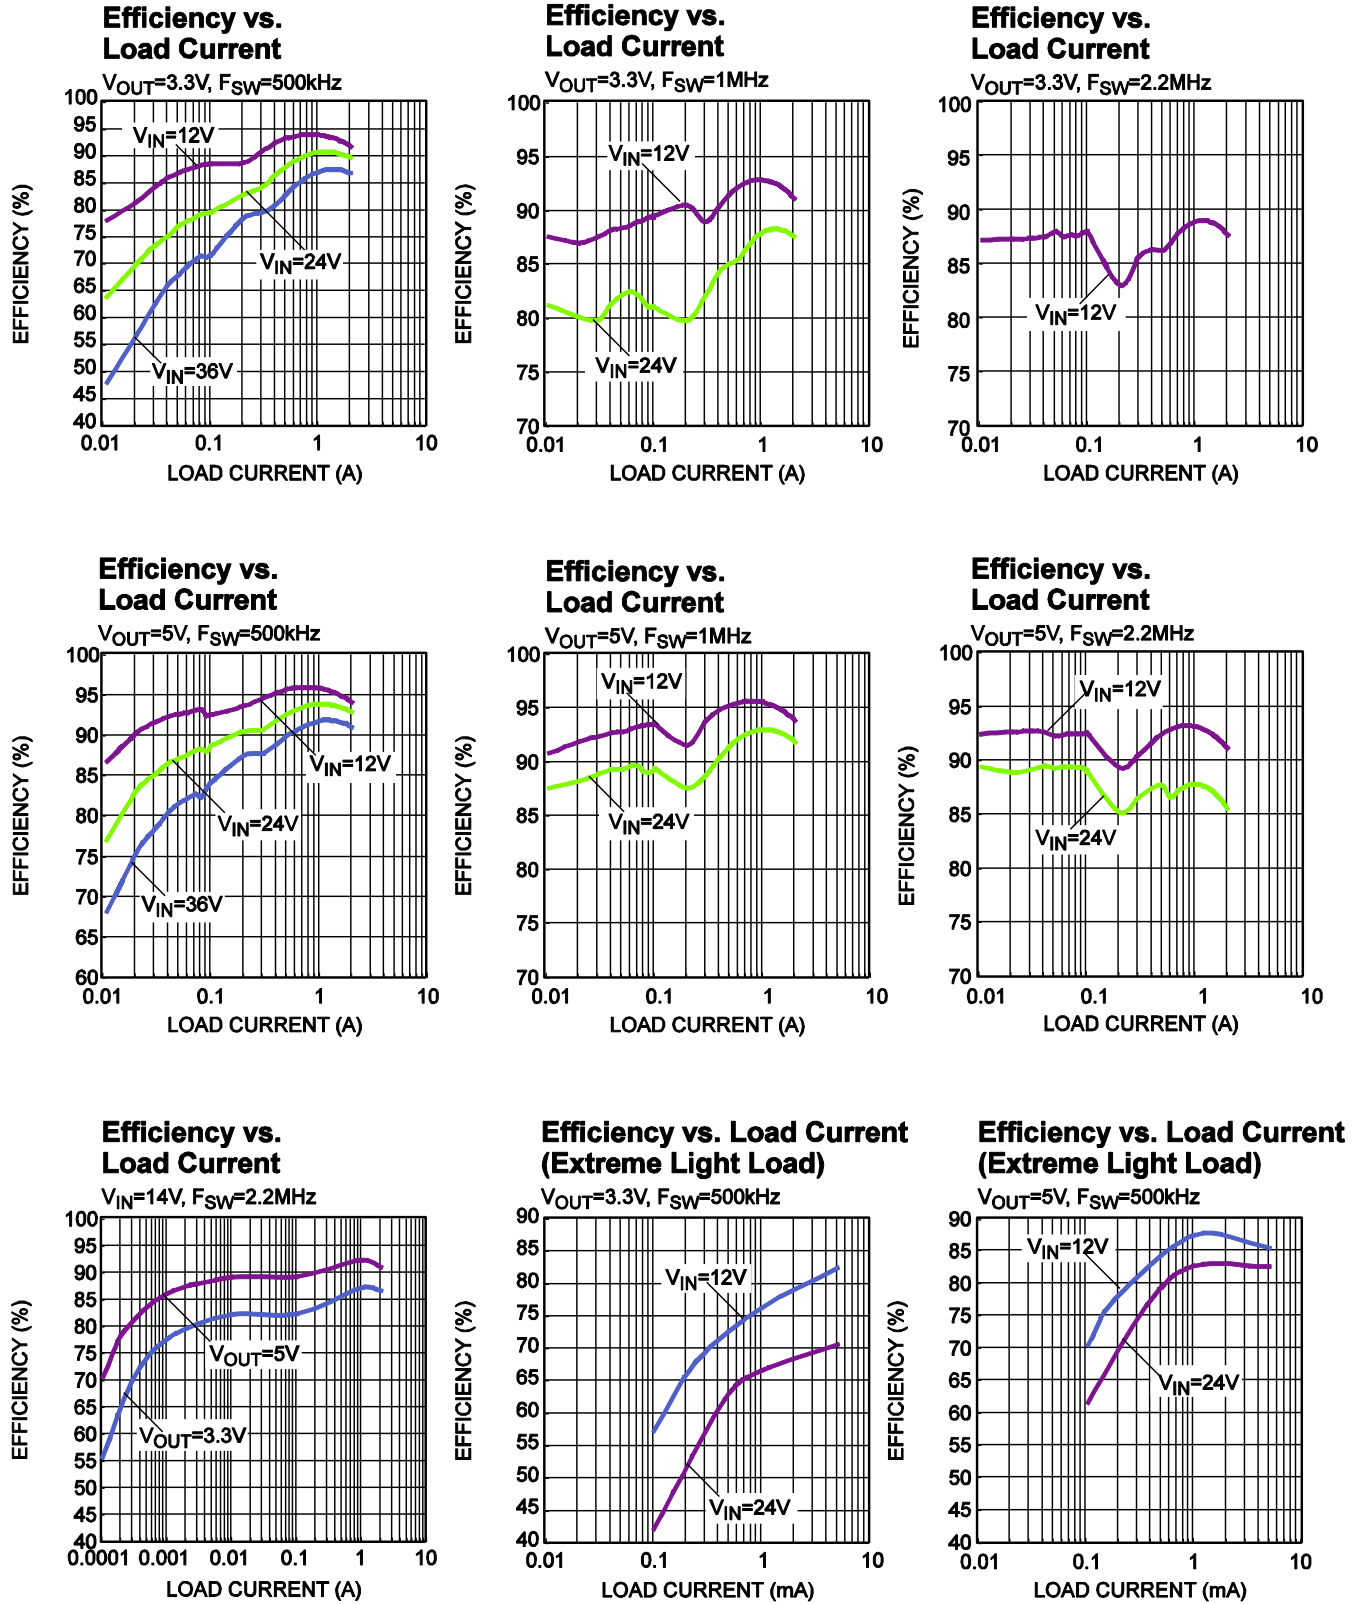 Efficiency vs.
Load Current
VOUT=3.3V, FSW=500kHz
100
95
90
85
80
75
70
65
60
55
50
45
40
EFFICIENCY (%)
VIN=12V
VIN=24V
VIN=36V
0.01 0.1 1 10
LOAD CURRENT (A)
Efficiency vs.
Load Current
VOUT=3.3V, FSW=1MHz
100
95
90
85
80
75
70
EFFICIENCY (%)
VIN=12V
VIN=24V
0.01 0.1 1 10
LOAD CURRENT (A)
Efficiency vs.
Load Current
VOUT=3.3V, FSW=2.2MHz
100
95
90
85
80
75
70
EFFICIENCY (%)
VIN=12V
0.01 0.1 1 10
LOAD CURRENT (A)
Efficiency vs.
Load Current
VOUT=5V, FSW=500kHz
100
95
90
85
80
75
70
65
60
EFFICIENCY (%)
VIN=12V
VIN=24V
VIN=36V
0.01 0.1 1 10
LOAD CURRENT (A)
Efficiency vs.
Load Current
VOUT=5V, FSW=1MHz
100
95
90
85
80
75
70
EFFICIENCY (%)
VIN=12V
VIN=24V
0.01 0.1 1 10
LOAD CURRENT (A)
Efficiency vs.
Load Current
VOUT=5V, FSW=2.2MHz
100
95
90
85
80
75
70
EFFICIENCY (%)
VIN=12V
VIN=24V
0.01 0.1 1 10
LOAD CURRENT (A)
Efficiency vs.
Load Current
VIN=14V, FSW=2.2MHz
100
95
90
85
80
75
70
65
60
55
50
45
40
EFFICIENCY (%)
VOUT=5V
VOUT=3.3V
0.0001 0.001 0.01 0.1 1 10
LOAD CURRENT (A)
Efficiency vs. Load Current
(Extreme Light Load)
VOUT=3.3V, FSW=500kHz
90
85
80
75
70
65
60
55
50
45
40
EFFICIENCY (%)
VIN=12V
VIN=24V
0.01 0.1 1 10
LOAD CURRENT (mA)
Efficiency vs. Load Current
(Extreme Light Load)
VOUT=5V, FSW=500kHz
90
85
80
75
70
65
60
55
50
45
40
EFFICIENCY (%)
VIN=12V
VIN=24V
0.01 0.1 1 10
LOAD CURRENT (mA)